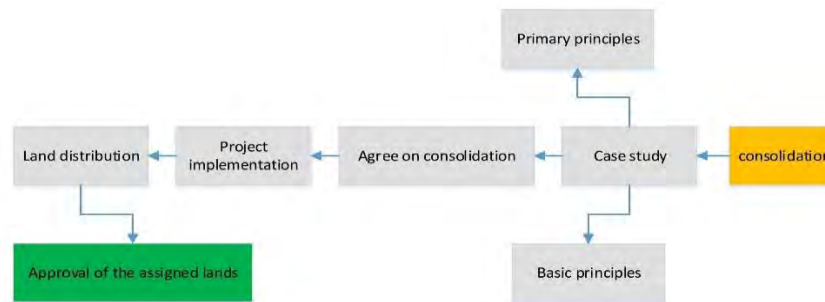 Primary principles
Land distribution
Project
implementation
Agree on consolidation
Case study
consolidation
Approval of the assigned lands
Basic principles